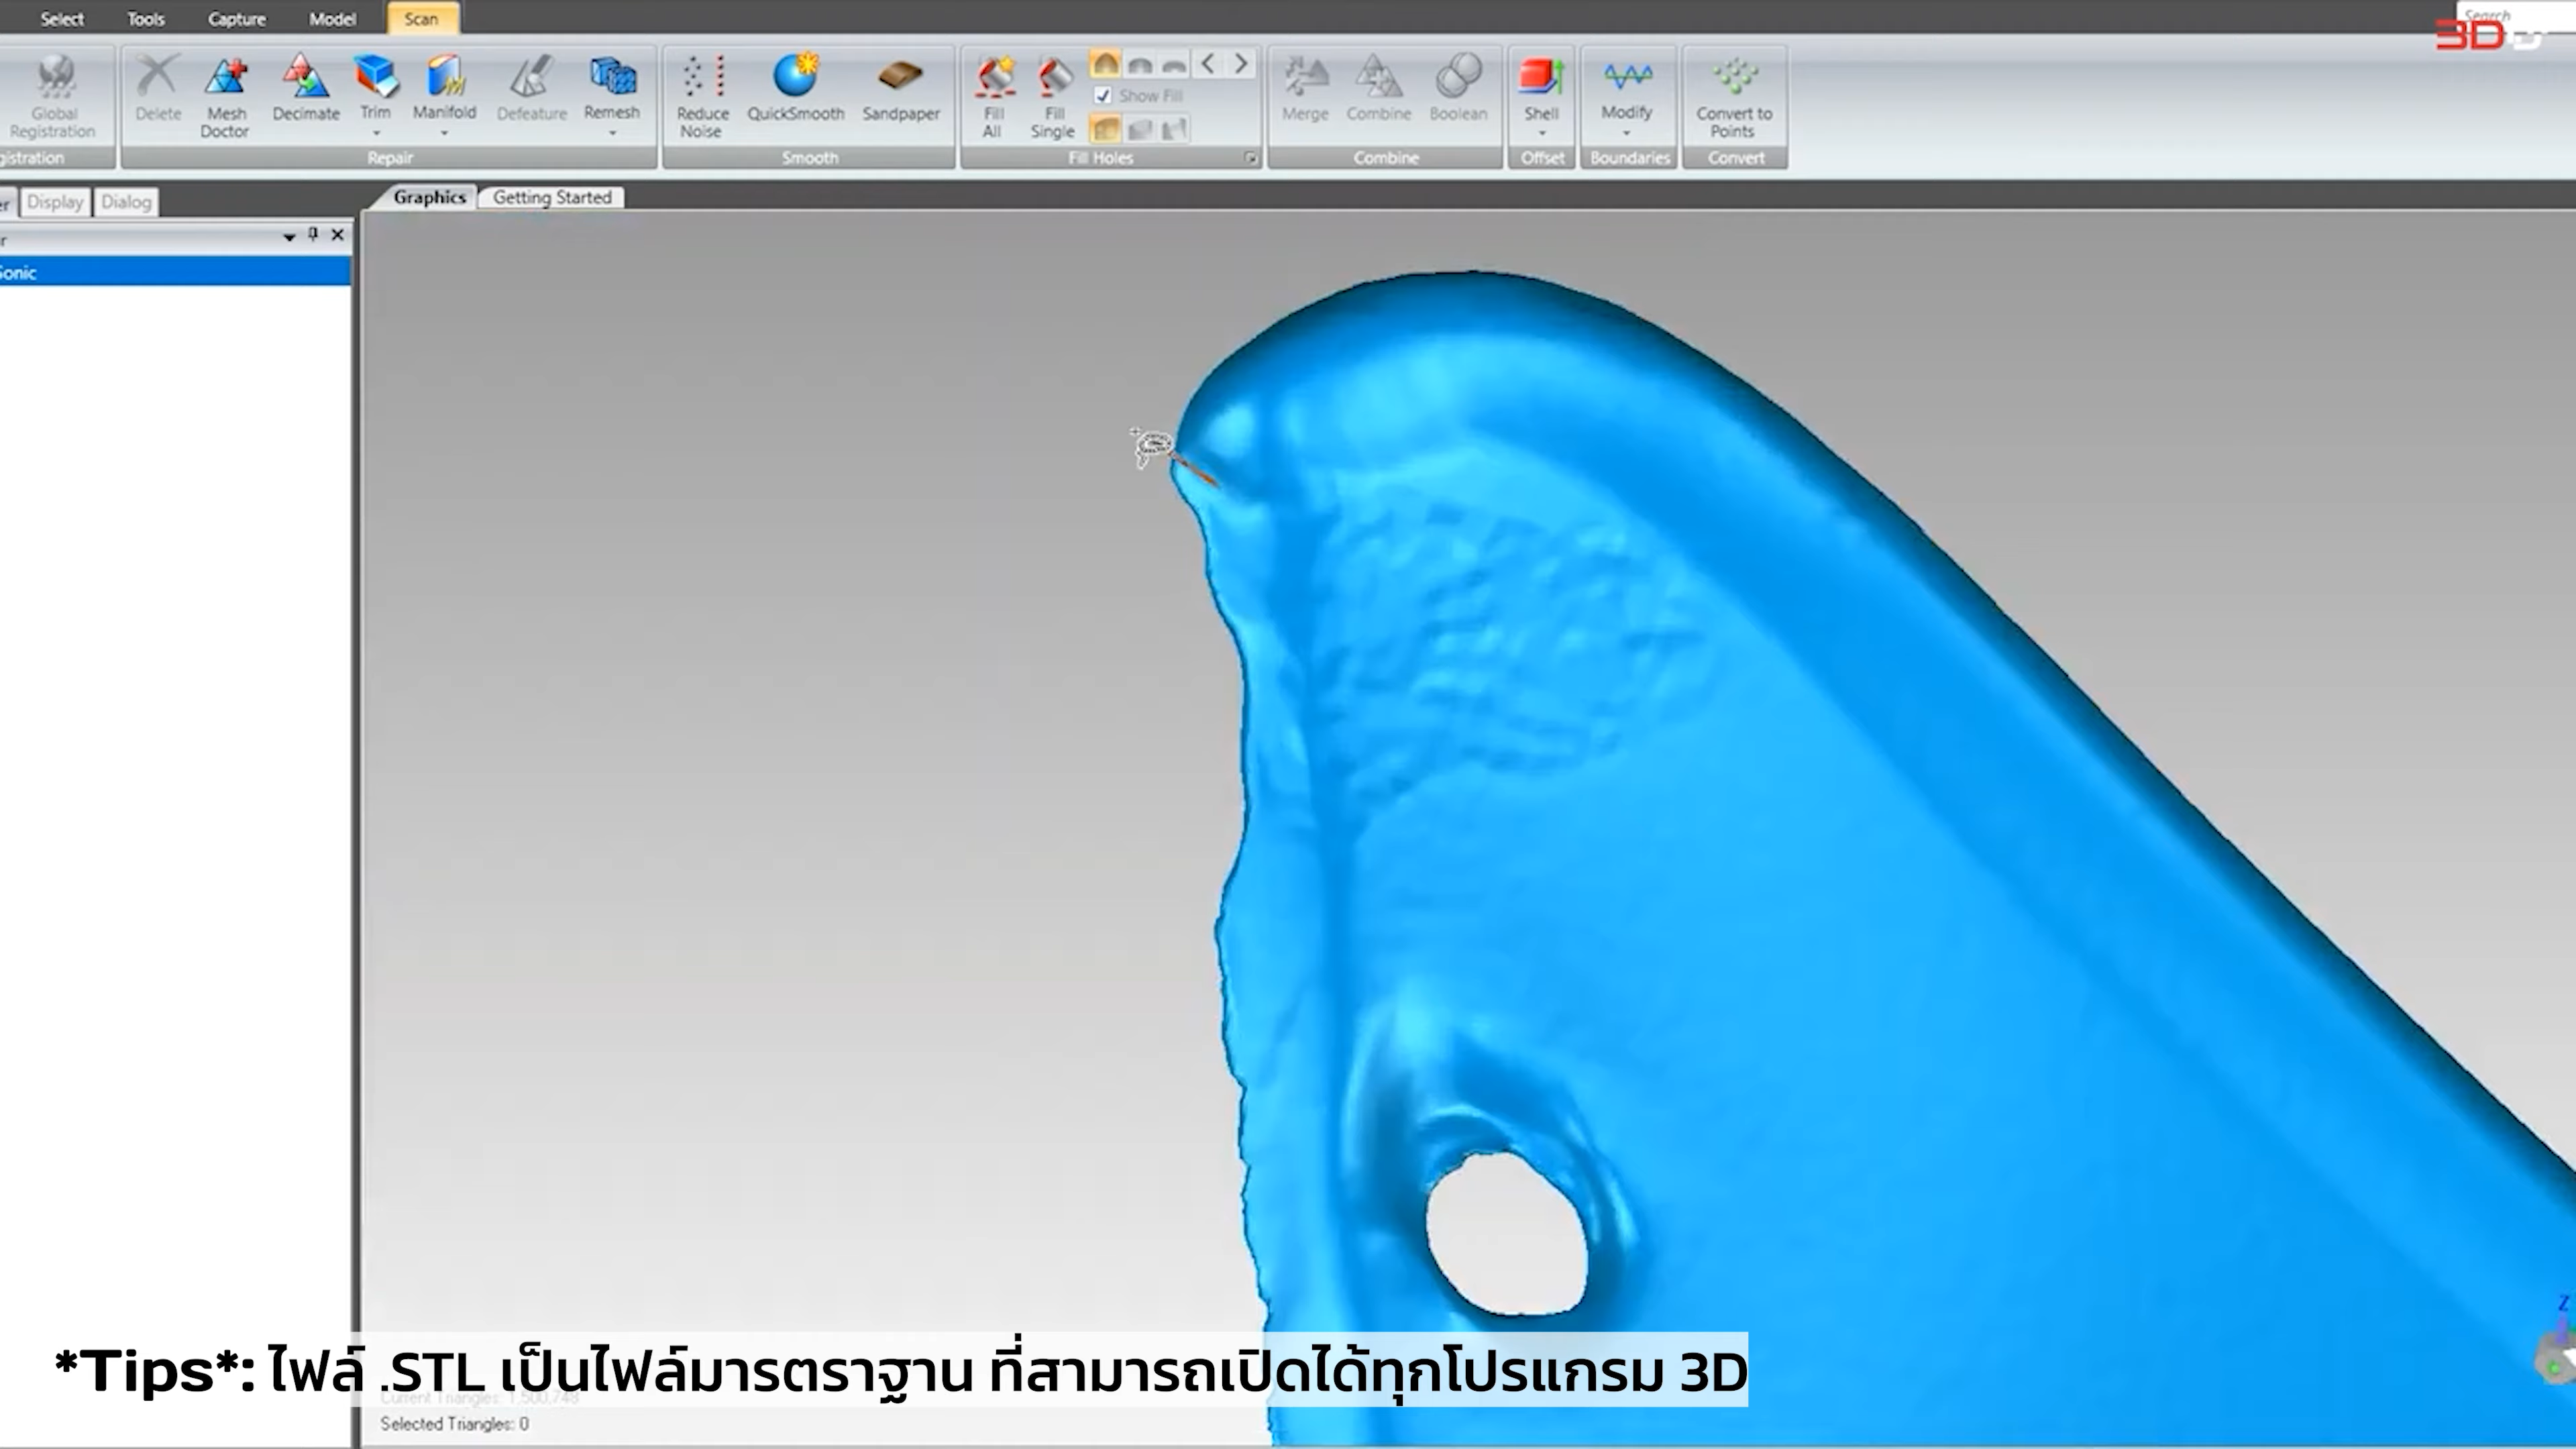 Select Tools Capture Model Scan
Search
3D
Global Registration
Delete
Mesh Doctor
Decimate
Trim
Manifold
Defeature
Remesh
Reduce Noise
QuickSmooth
Sandpaper
Fill All
Fill Single
Show Fill
Merge
Combine
Boolean
Shell
Modify
Convert to Points
Repair
Smooth
Fill Holes
Combine
Offset
Boundaries
Convert
Display Dialog
Graphics Getting Started
Sonic
Z
*Tips*: ไฟล์ .STL เป็นไฟล์มารตราฐาน ที่สามารถเปิดได้ทุกโปรแกรม 3D
Current Triangles: 1,500,748
Selected Triangles: 0